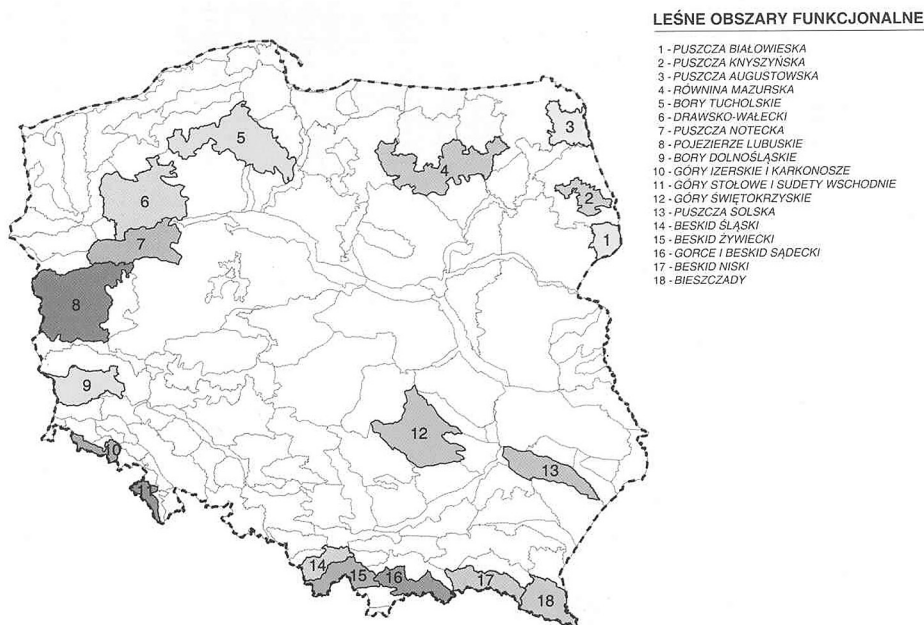 LEŚNE OBSZARY FUNKCJONALNE
1 - PUSZCZA BIAŁOWIESKA
2 - PUSZCZA KNYSZYŃSKA
3 - PUSZCZA AUGUSTOWSKA
4 - RÓWNINA MAZURSKA
5 - BORY TUCHOLSKIE
6 - DRAWSKO-WAŁECKI
7 - PUSZCZA NOTECKA
8 - POJEZIERZE LUBUSKIE
9 - BORY DOLNOŚLĄSKIE
10 - GÓRY IZERSKIE I KARKONOSZE
11 - GÓRY STOŁOWE I SUDETY WSCHODNIE
12 - GÓRY ŚWIĘTOKRZYSKIE
13 - PUSZCZA SOLSKA
14 - BESKID ŚLĄSKI
15 - BESKID ŻYWIECKI
16 - GORCE I BESKID SĄDECKI
17 - BESKID NISKI
18 - BIESZCZADY
3
5
4
2
6
1
7
8
9
12
10
13
11
14
15
16
17
18